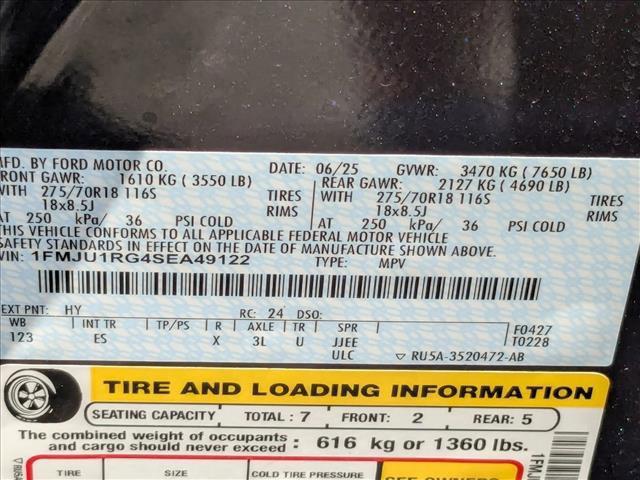 MFD. BY FORD MOTOR CO. DATE: 06/25 GVWR: 3470 KG (7650 LB)
FRONT GAWR: 1610 KG (3550 LB) REAR GAWR: 2127 KG (4690 LB)
WITH 275/70R18 116S TIRES WITH 275/70R18 116S TIRES
18x8.5J RIMS 18x8.5J RIMS
AT 250 kPa/ 36 PSI COLD AT 250 kPa/ 36 PSI COLD
THIS VEHICLE CONFORMS TO ALL APPLICABLE FEDERAL MOTOR VEHICLE
SAFETY STANDARDS IN EFFECT ON THE DATE OF MANUFACTURE SHOWN ABOVE.
VIN: 1FMJU1RG4SEA49122 TYPE: MPV
EXT PNT: HY RC: 24 DSO:
WB INT TR TP/PS R AXLE TR SPR F0427
123 ES X 3L U JJEE T0228
ULC ▽ RU5A-3520472-AB
TIRE AND LOADING INFORMATION
SEATING CAPACITY TOTAL : 7 FRONT: 2 REAR: 5
The combined weight of occupants
and cargo should never exceed : 616 kg or 1360 lbs.
TIRE SIZE COLD TIRE PRESSURE
SEE OWNERS
1FMJU